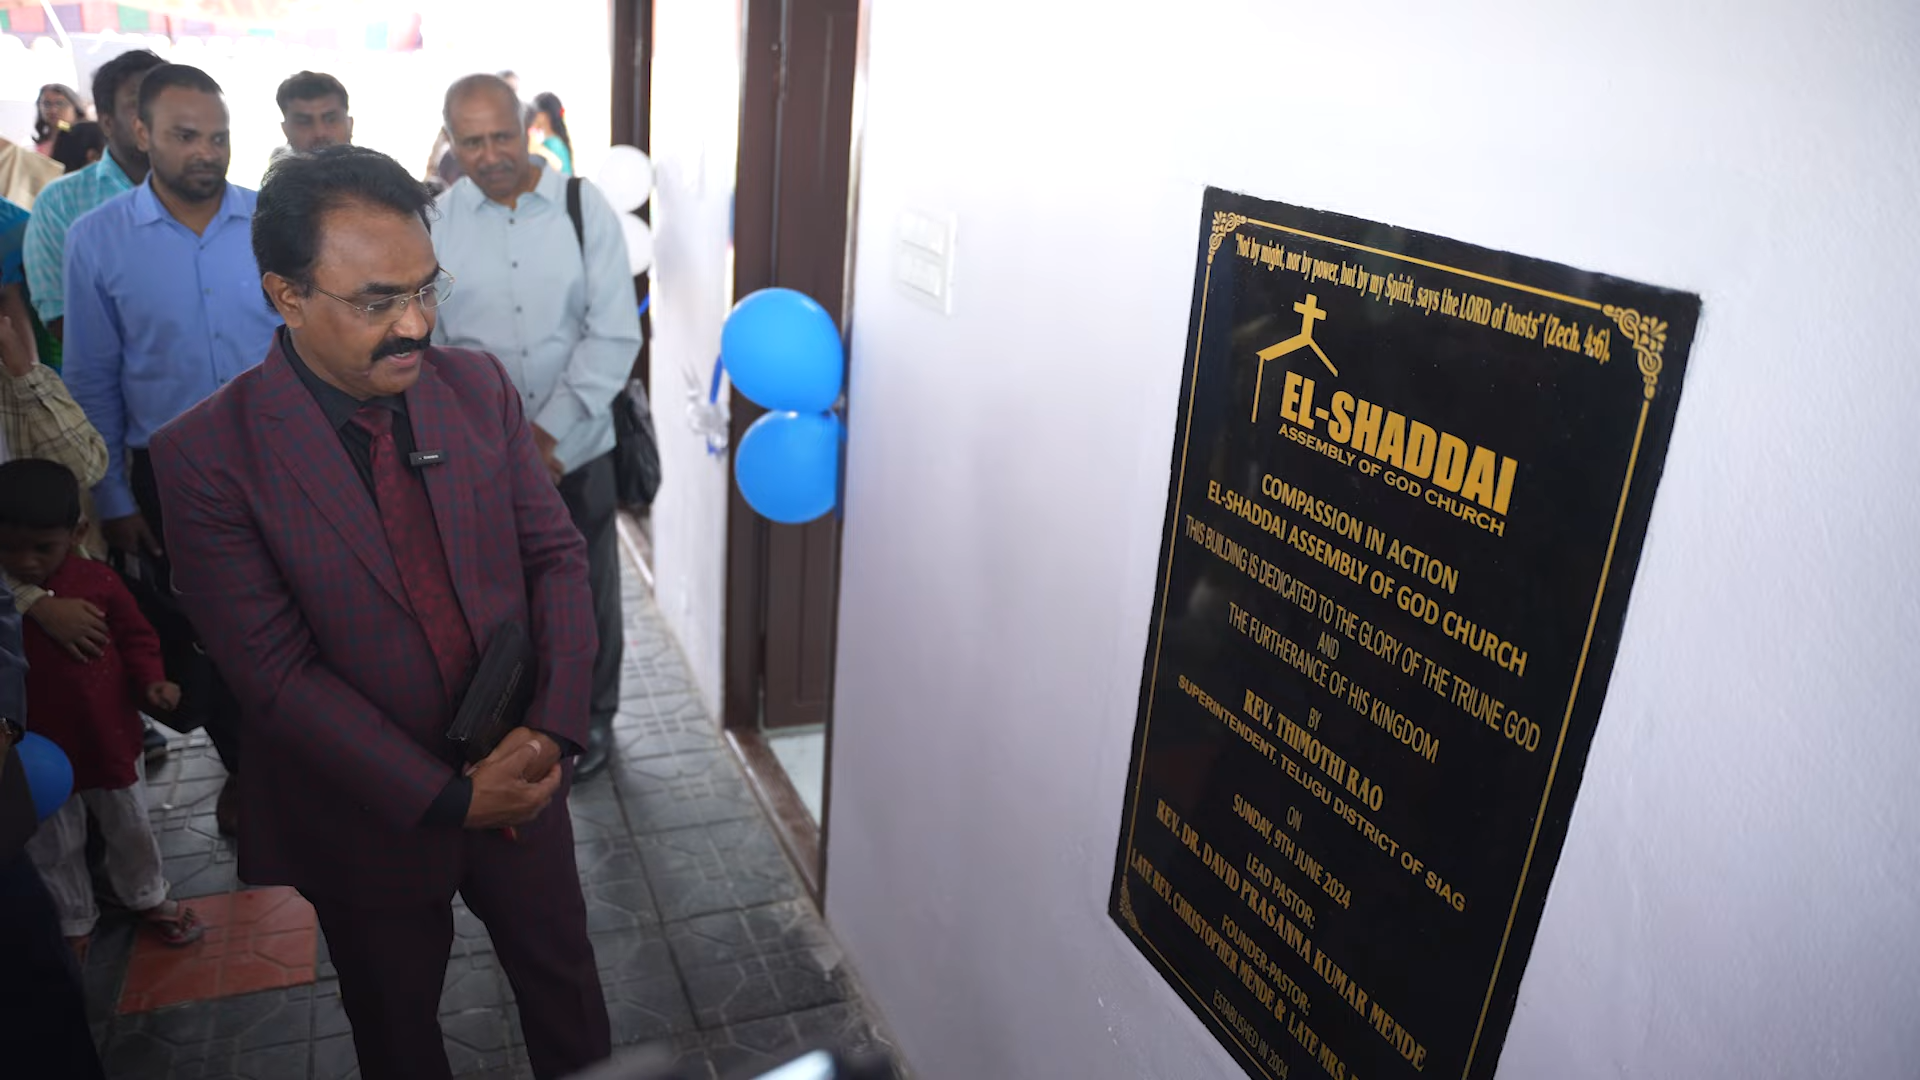 "Not by might, nor by power, but by my Spirit, says the LORD of hosts" (Zech. 4:6).
EL-SHADDAI
ASSEMBLY OF GOD CHURCH
COMPASSION IN ACTION
EL-SHADDAI ASSEMBLY OF GOD CHURCH
THIS BUILDING IS DEDICATED TO THE GLORY OF THE TRIUNE GOD
AND
THE FURTHERANCE OF HIS KINGDOM
BY
REV. THIMOTHI RAO
SUPERINTENDENT, TELUGU DISTRICT OF SIAG
ON
SUNDAY, 9TH JUNE 2024
LEAD PASTOR:
REV. DR. DAVID PRASANNA KUMAR MENDE
FOUNDER-PASTOR:
LATE REV. CHRISTOPHER MENDE & LATE MRS.
ESTABLISHED IN 2004